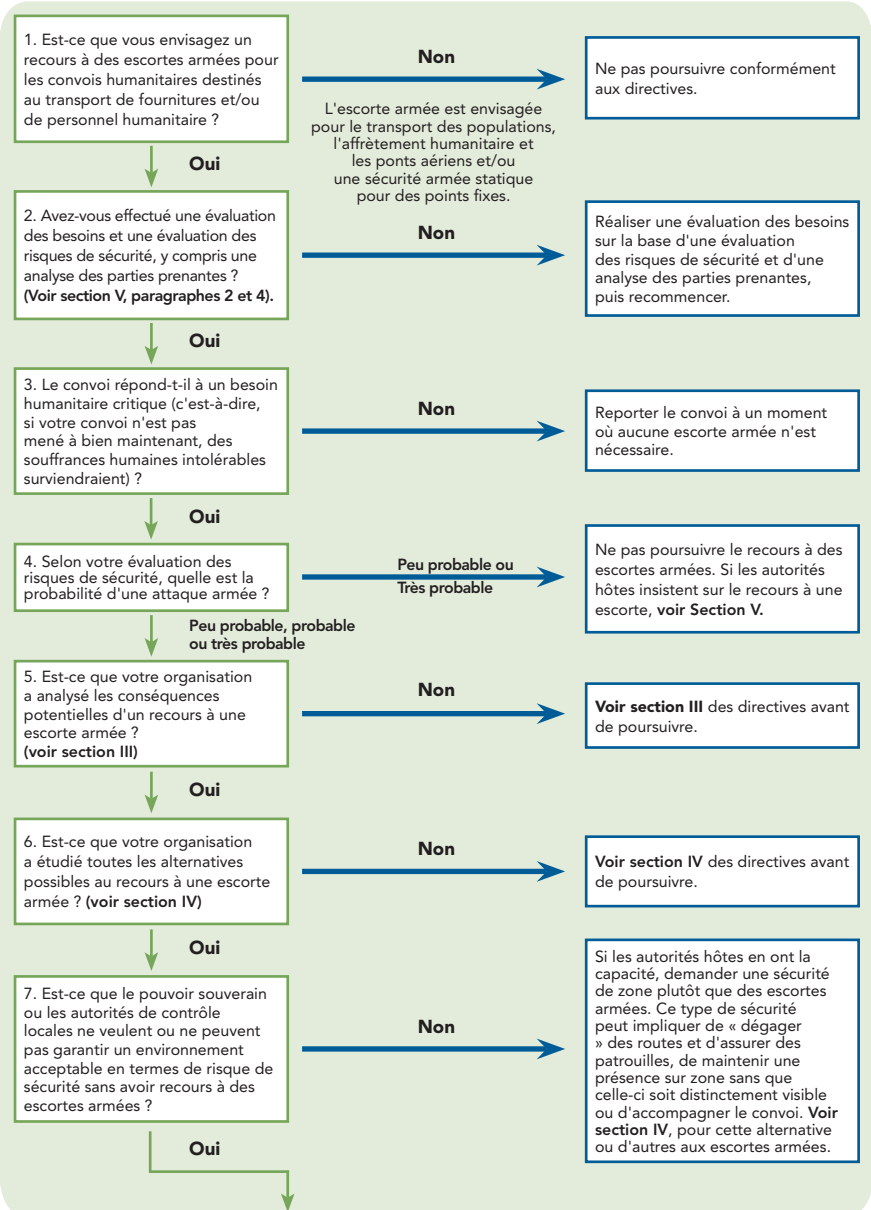 1. Est-ce que vous envisagez un
recours à des escortes armées pour
les convois humanitaires destinés
au transport de fournitures et/ou
de personnel humanitaire ?
Non
L'escorte armée est envisagée
pour le transport des populations,
l'affrètement humanitaire et
les ponts aériens et/ou
une sécurité armée statique
pour des points fixes.
Ne pas poursuivre conformément
aux directives.
Oui
2. Avez-vous effectué une évaluation
des besoins et une évaluation des
risques de sécurité, y compris une
analyse des parties prenantes ?
(Voir section V, paragraphes 2 et 4).
Non
Réaliser une évaluation des besoins
sur la base d'une évaluation
des risques de sécurité et d'une
analyse des parties prenantes,
puis recommencer.
Oui
3. Le convoi répond-t-il à un besoin
humanitaire critique (c'est-à-dire,
si votre convoi n'est pas
mené à bien maintenant, des
souffrances humaines intolérables
surviendraient) ?
Non
Reporter le convoi à un moment
où aucune escorte armée n'est
nécessaire.
Oui
4. Selon votre évaluation des
risques de sécurité, quelle est la
probabilité d'une attaque armée ?
Peu probable ou
Très probable
Ne pas poursuivre le recours à des
escortes armées. Si les autorités
hôtes insistent sur le recours à une
escorte, voir Section V.
Peu probable, probable
ou très probable
5. Est-ce que votre organisation
a analysé les conséquences
potentielles d'un recours à une
escorte armée ?
(voir section III)
Non
Voir section III des directives avant
de poursuivre.
Oui
6. Est-ce que votre organisation
a étudié toutes les alternatives
possibles au recours à une escorte
armée ? (voir section IV)
Non
Voir section IV des directives avant
de poursuivre.
Oui
7. Est-ce que le pouvoir souverain
ou les autorités de contrôle
locales ne veulent ou ne peuvent
pas garantir un environnement
acceptable en termes de risque de
sécurité sans avoir recours à des
escortes armées ?
Non
Si les autorités hôtes en ont la
capacité, demander une sécurité
de zone plutôt que des escortes
armées. Ce type de sécurité
peut impliquer de « dégager
» des routes et d'assurer des
patrouilles, de maintenir une
présence sur zone sans que
celle-ci soit distinctement visible
ou d'accompagner le convoi. Voir
section IV, pour cette alternative
ou d'autres aux escortes armées.
Oui